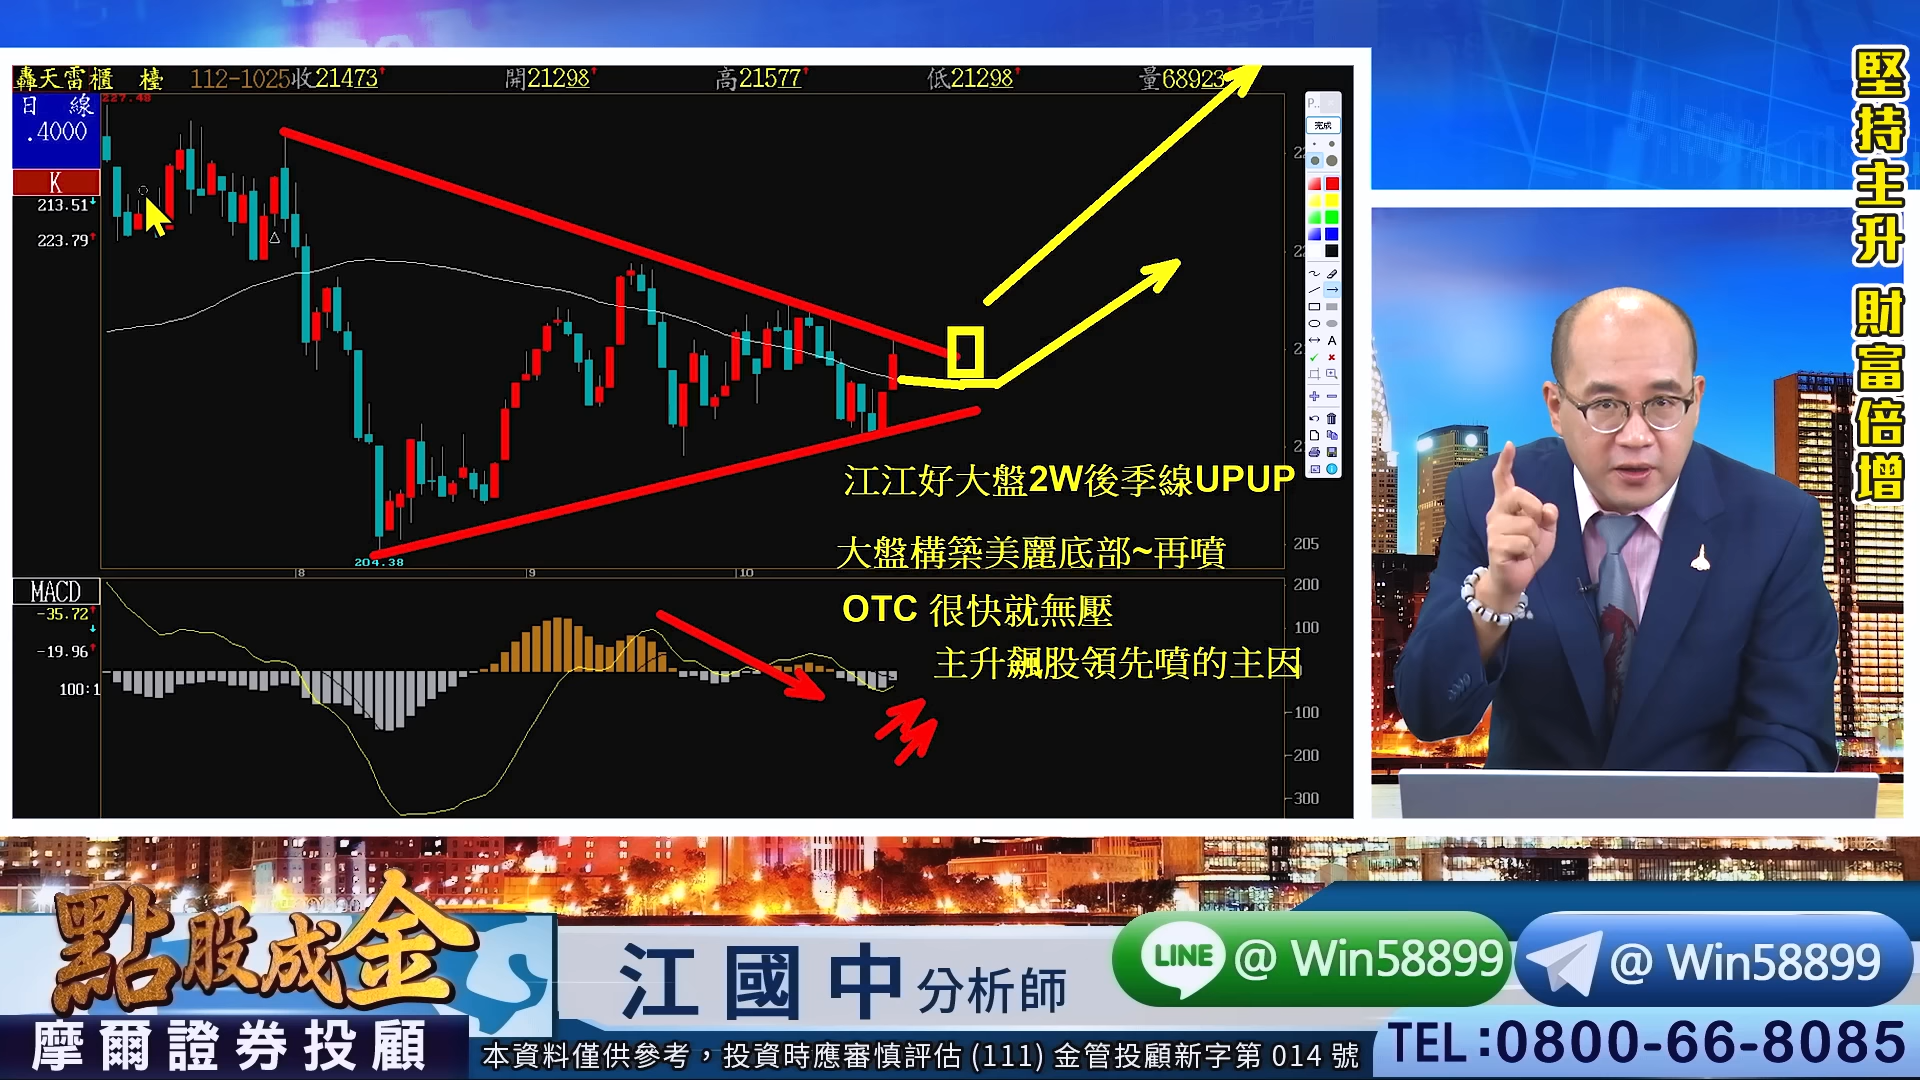 轟天雷櫃 檯 112-1025收21473 開21298 高21577 低21298 量68923
日 線
.4000
K
213.51
223.79
227.48
204.38
205
8
9
10
MACD
-35.72
-19.96
100:1
200
100
-100
-200
-300
P..
完成
A
江江好大盤2W後季線UPUP
大盤構築美麗底部~再噴
OTC 很快就無壓
主升飆股領先噴的主因
堅持主升 財富倍增
點股成金
摩爾證券投顧
江國中 分析師
LINE @ Win58899
@ Win58899
TEL:0800-66-8085
本資料僅供參考，投資時應審慎評估 (111) 金管投顧新字第 014 號